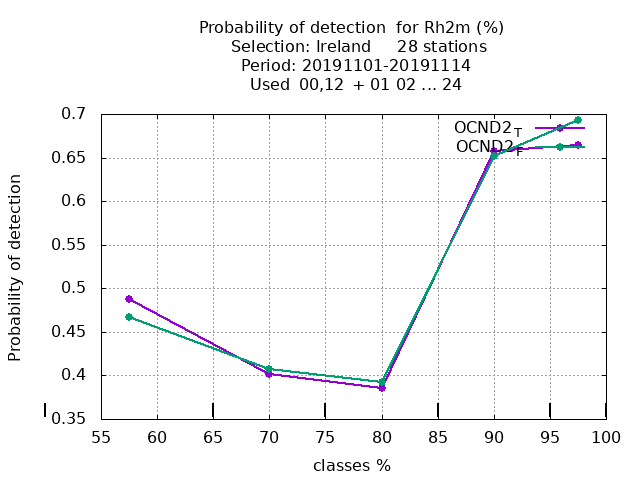 Probability of detection for Rh2m (%)
Selection: Ireland 28 stations
Period: 20191101-20191114
Used 00,12 + 01 02 ... 24
0.7
0.65
0.6
0.55
0.5
0.45
0.4
0.35
Probability of detection
OCND2T
OCND2F
55 60 65 70 75 80 85 90 95 100
classes %